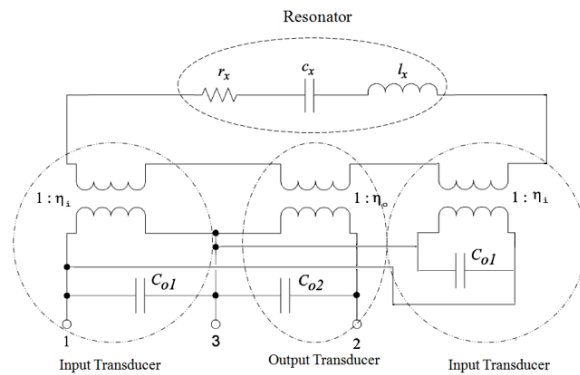 Resonator
r_x
c_x
l_x
1 : η_i
1:η_o
1 : η_i
C_o1
C_o2
C_o1
1
3
2
Input Transducer
Output Transducer
Input Transducer